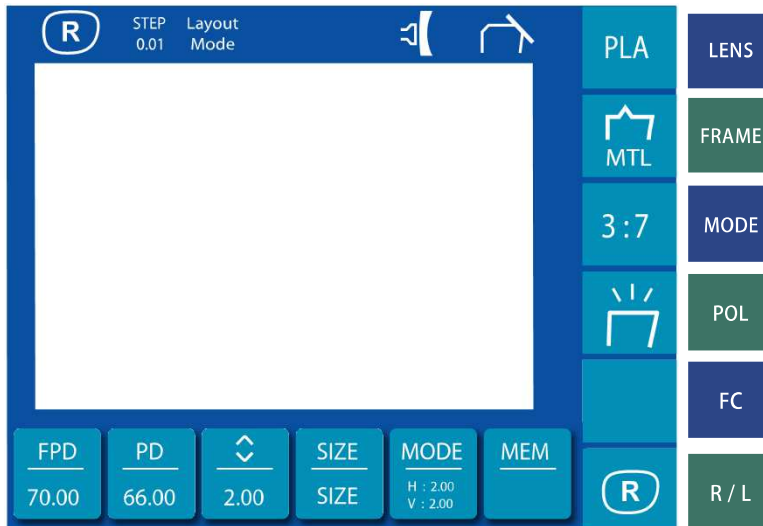 R
STEP Layout
0.01 Mode
PLA
LENS
MTL
FRAME
3 : 7
MODE
POL
FC
FPD PD SIZE MODE MEM
70.00 66.00 2.00 SIZE H : 2.00
V : 2.00
R
R / L